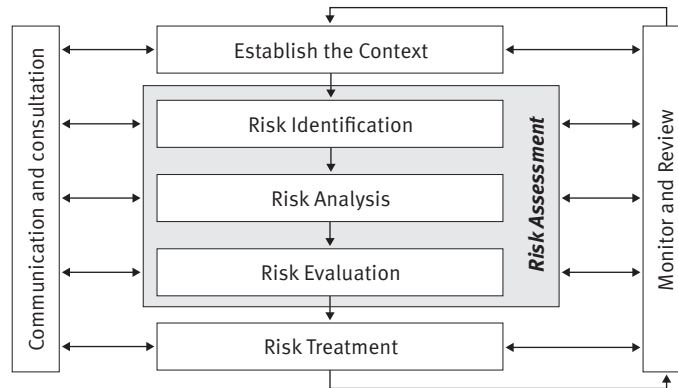 Communication and consultation
Establish the Context
Risk Identification
Risk Analysis
Risk Evaluation
Risk Assessment
Risk Treatment
Monitor and Review